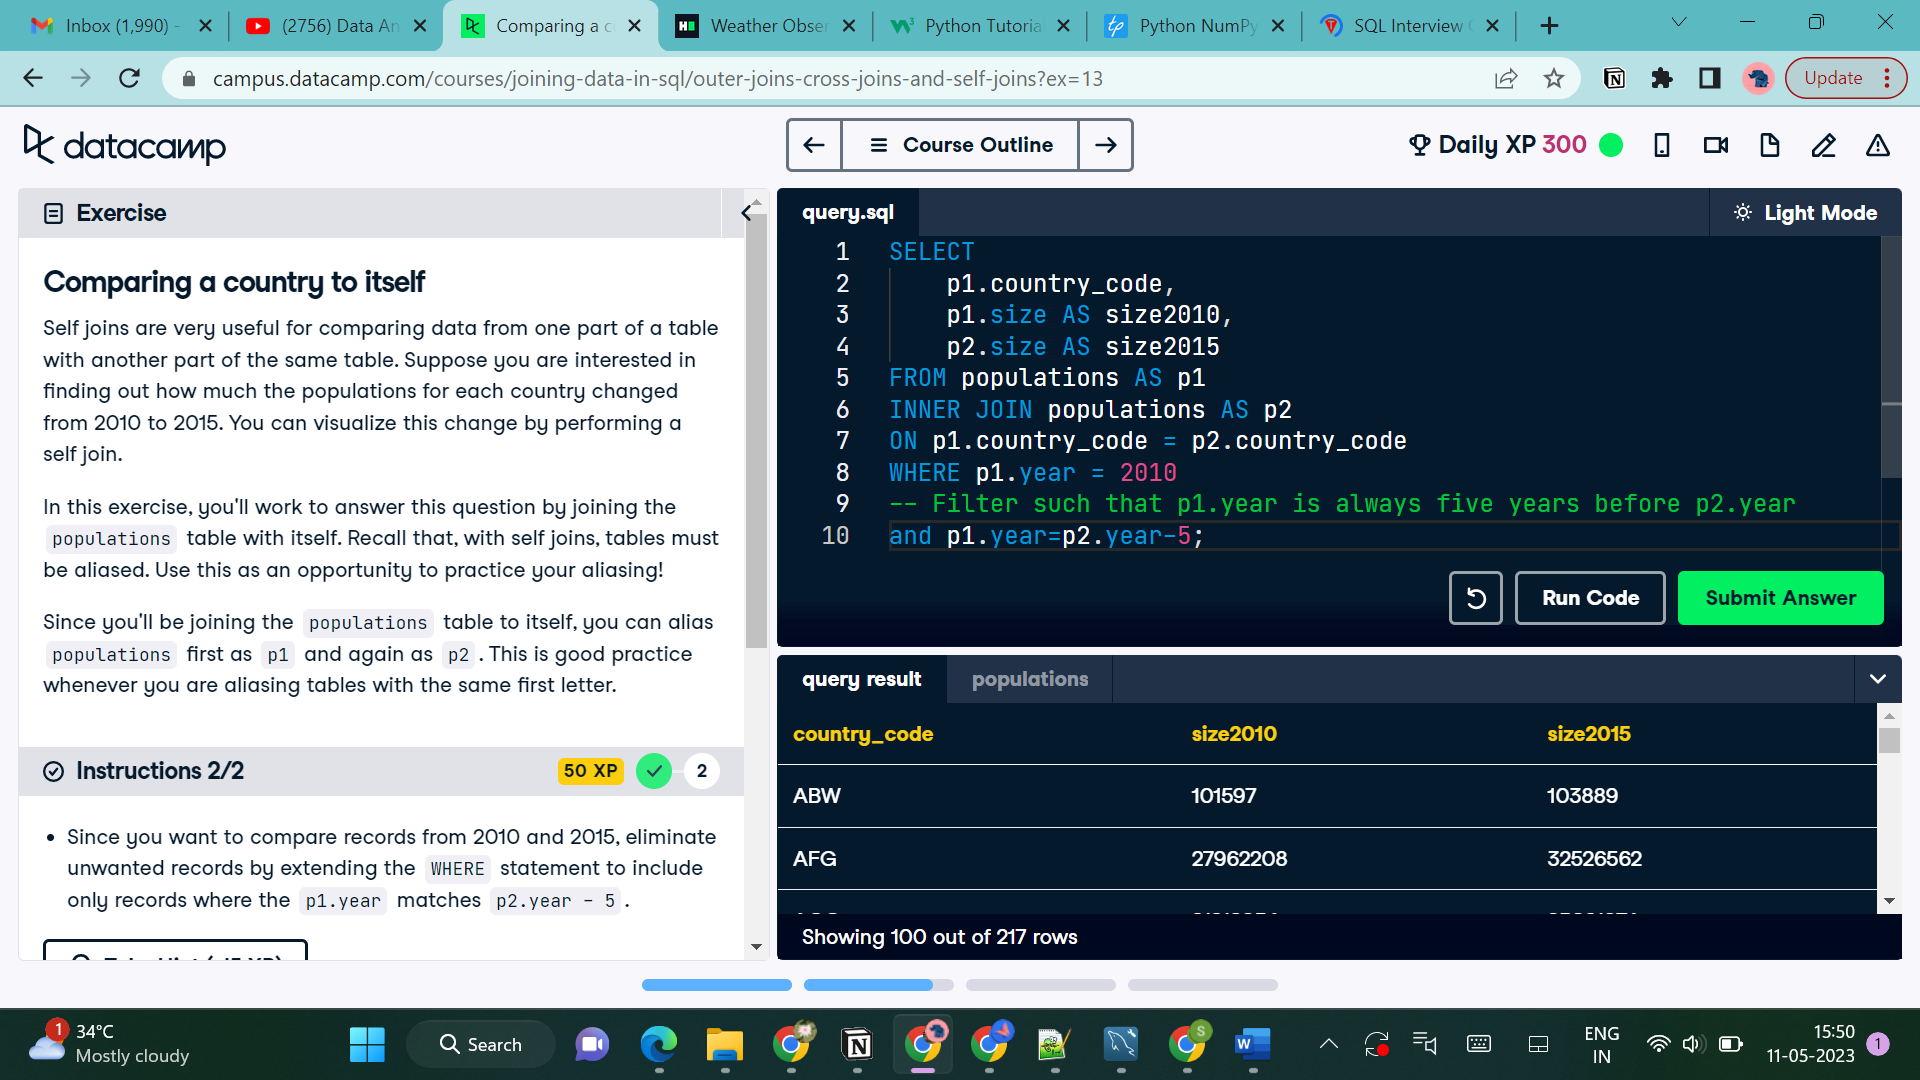 Inbox (1,990) -
(2756) Data An
Comparing a c
Weather Obser
Python Tutoria
Python NumPy
SQL Interview
campus.datacamp.com/courses/joining-data-in-sql/outer-joins-cross-joins-and-self-joins?ex=13
Update
datacamp
Course Outline
Daily XP 300
Exercise
Comparing a country to itself
Self joins are very useful for comparing data from one part of a table
with another part of the same table. Suppose you are interested in
finding out how much the populations for each country changed
from 2010 to 2015. You can visualize this change by performing a
self join.
In this exercise, you'll work to answer this question by joining the
populations table with itself. Recall that, with self joins, tables must
be aliased. Use this as an opportunity to practice your aliasing!
Since you'll be joining the populations table to itself, you can alias
populations first as p1 and again as p2 . This is good practice
whenever you are aliasing tables with the same first letter.
Instructions 2/2
50 XP
2
• Since you want to compare records from 2010 and 2015, eliminate
unwanted records by extending the WHERE statement to include
only records where the p1.year matches p2.year - 5 .
query.sql
Light Mode
1 SELECT
2 p1.country_code,
3 p1.size AS size2010,
4 p2.size AS size2015
5 FROM populations AS p1
6 INNER JOIN populations AS p2
7 ON p1.country_code = p2.country_code
8 WHERE p1.year = 2010
9 -- Filter such that p1.year is always five years before p2.year
10 and p1.year=p2.year-5;
Run Code
Submit Answer
query result
populations
country_code size2010 size2015
ABW 101597 103889
AFG 27962208 32526562
Showing 100 out of 217 rows
1
34°C
Mostly cloudy
Search
S
ENG
IN
15:50
11-05-2023
1